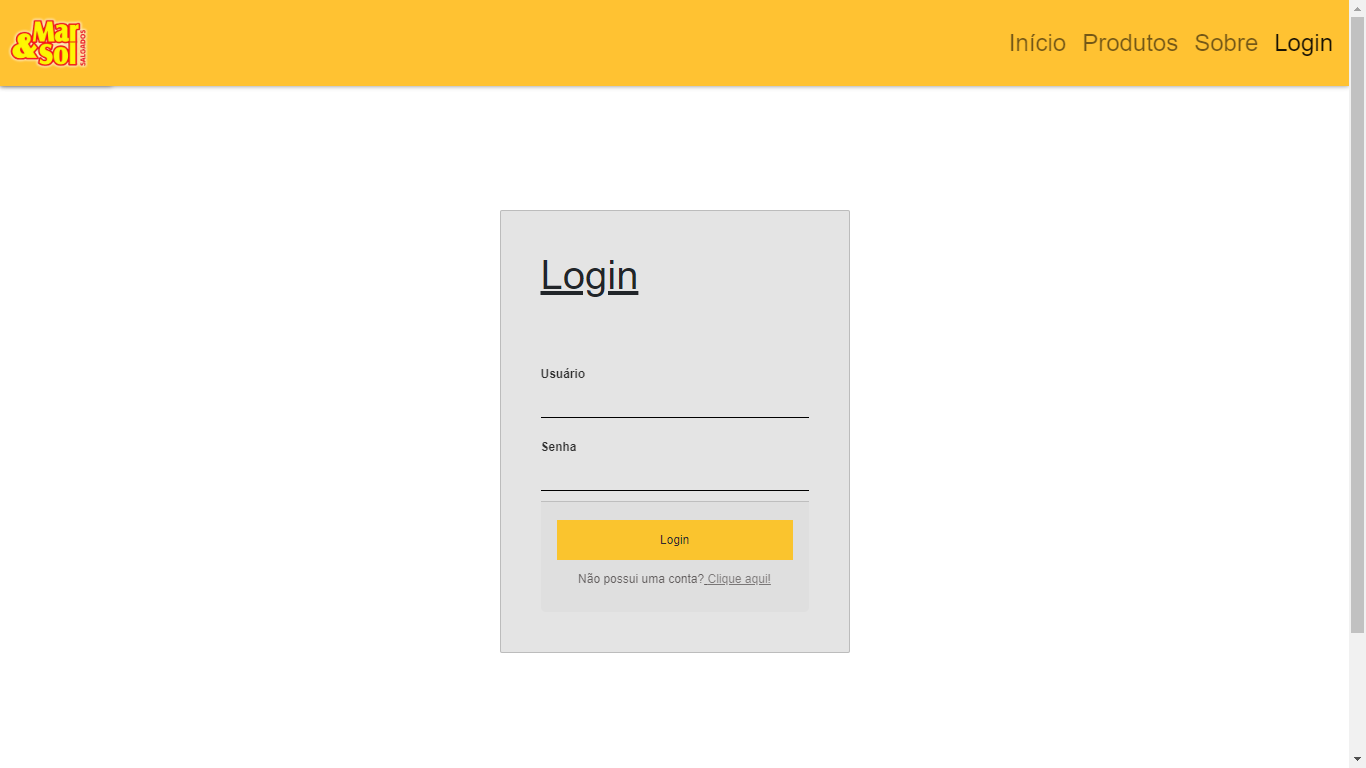 Mar
&Sol
SALGADOS
Início Produtos Sobre Login
Login
Usuário
Senha
Login
Não possui uma conta? Clique aqui!